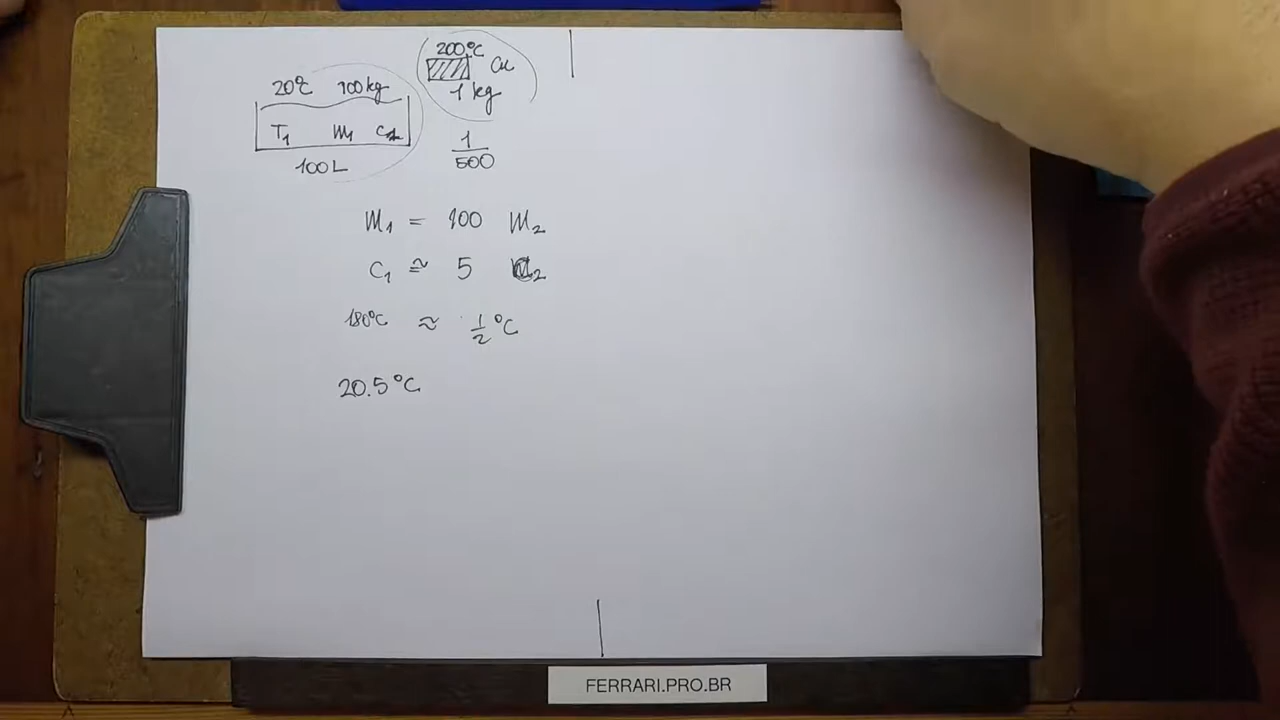 200°C
Cu
1 kg
20°C 100 kg
T₁ m₁ c₁
100 L
1/500
M₁ = 100 M₂
C₁ ≅ 5 C₂
180°C ≈ 1/2 °C
20.5°C
FERRARI.PRO.BR